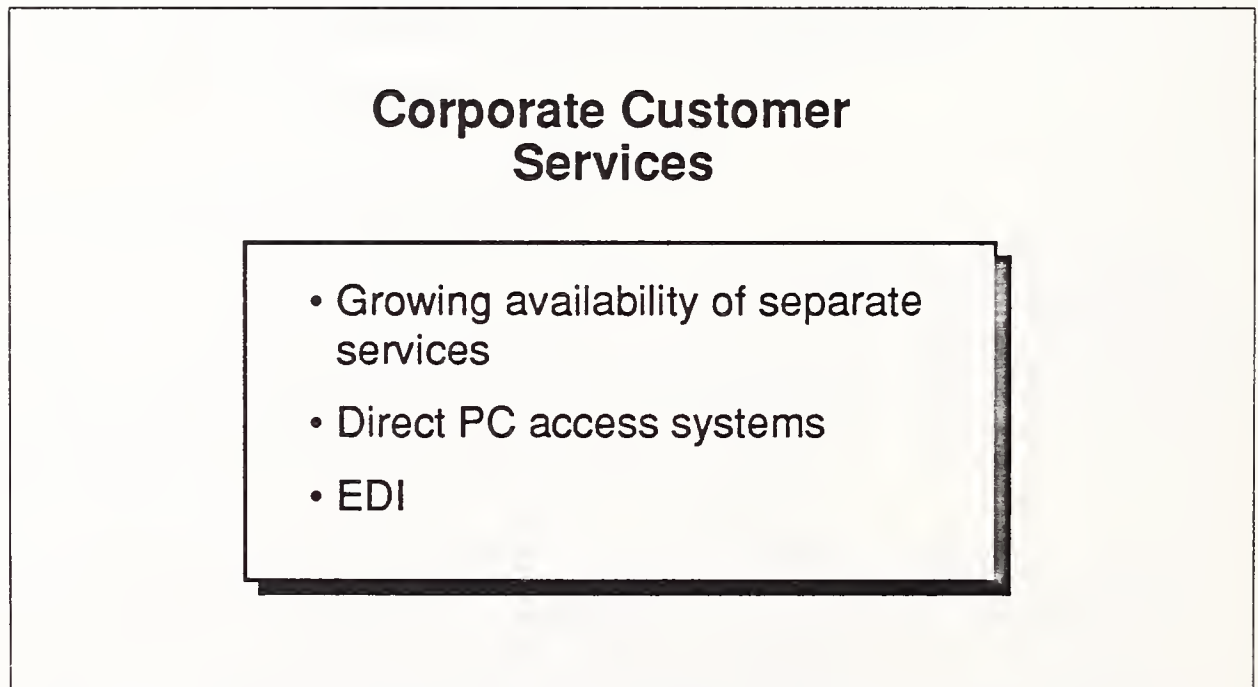 Corporate Customer
Services
• Growing availability of separate
services
• Direct PC access systems
• EDI